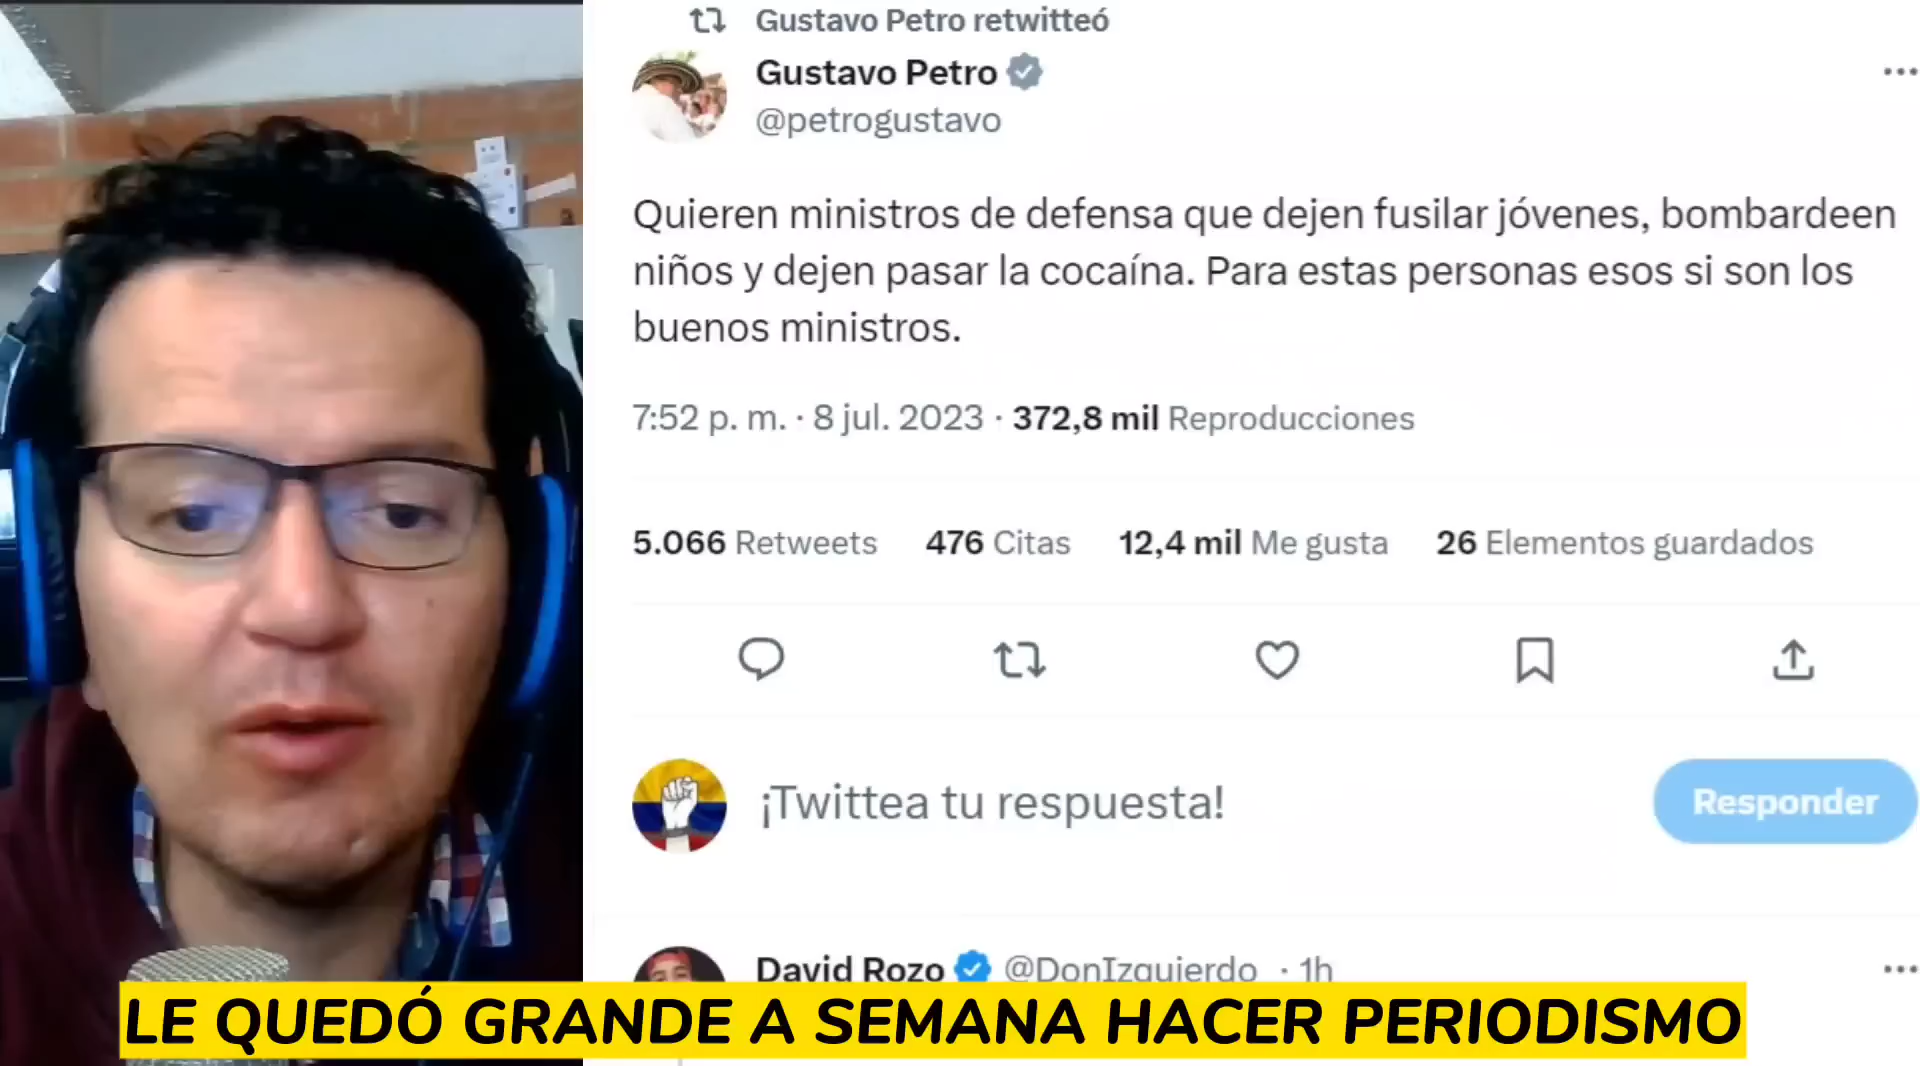 Gustavo Petro retwitteó
Gustavo Petro
@petrogustavo
Quieren ministros de defensa que dejen fusilar jóvenes, bombardeen
niños y dejen pasar la cocaína. Para estas personas esos si son los
buenos ministros.
7:52 p. m. · 8 jul. 2023 · 372,8 mil Reproducciones
5.066 Retweets 476 Citas 12,4 mil Me gusta 26 Elementos guardados
¡Twittea tu respuesta!
Responder
David Rozo @DonIzquierdo · 1h
LE QUEDÓ GRANDE A SEMANA HACER PERIODISMO